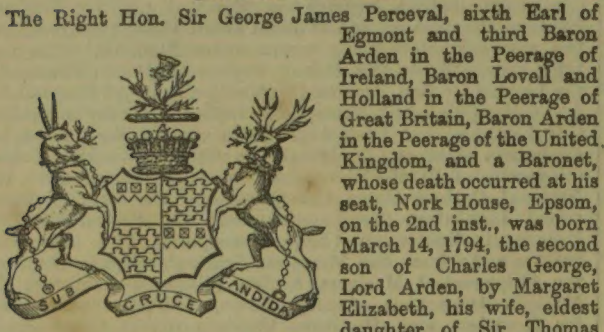 The Right Hon. Sir George James Perceval, sixth Earl of
Egmont and third Baron
Arden in the Peerage of
Ireland, Baron Lovell and
Holland in the Peerage of
Great Britain, Baron Arden
in the Peerage of the United
Kingdom, and a Baronet,
whose death occurred at his
seat, Nork House, Epsom,
on the 2nd inst., was born
March 14, 1794, the second
son of Charles George,
Lord Arden, by Margaret
Elizabeth, his wife, eldest
daughter of Sir Thomas
SUB CRUCE CANDIDA